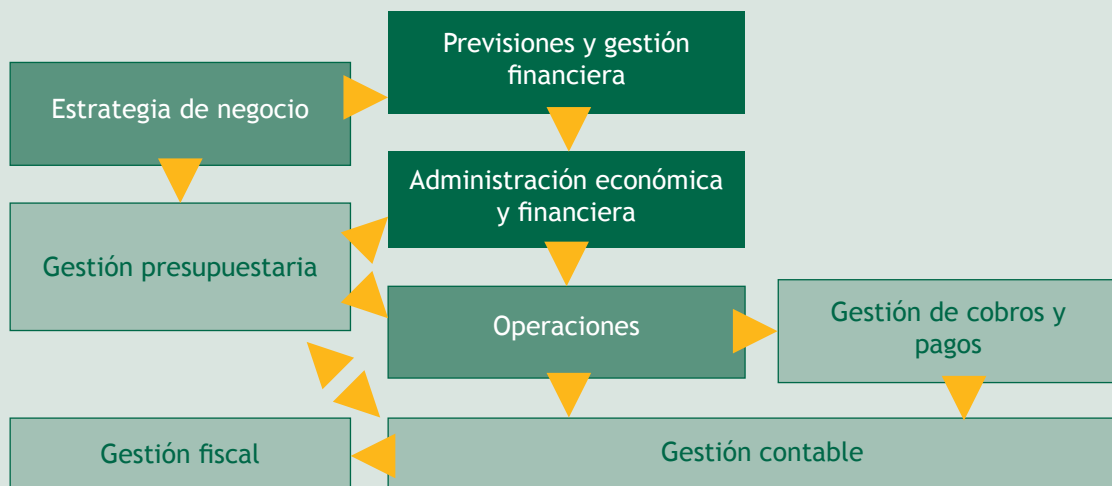 Previsiones y gestión
financiera
Estrategia de negocio
Administración económica
y financiera
Gestión presupuestaria
Operaciones
Gestión de cobros y
pagos
Gestión fiscal
Gestión contable